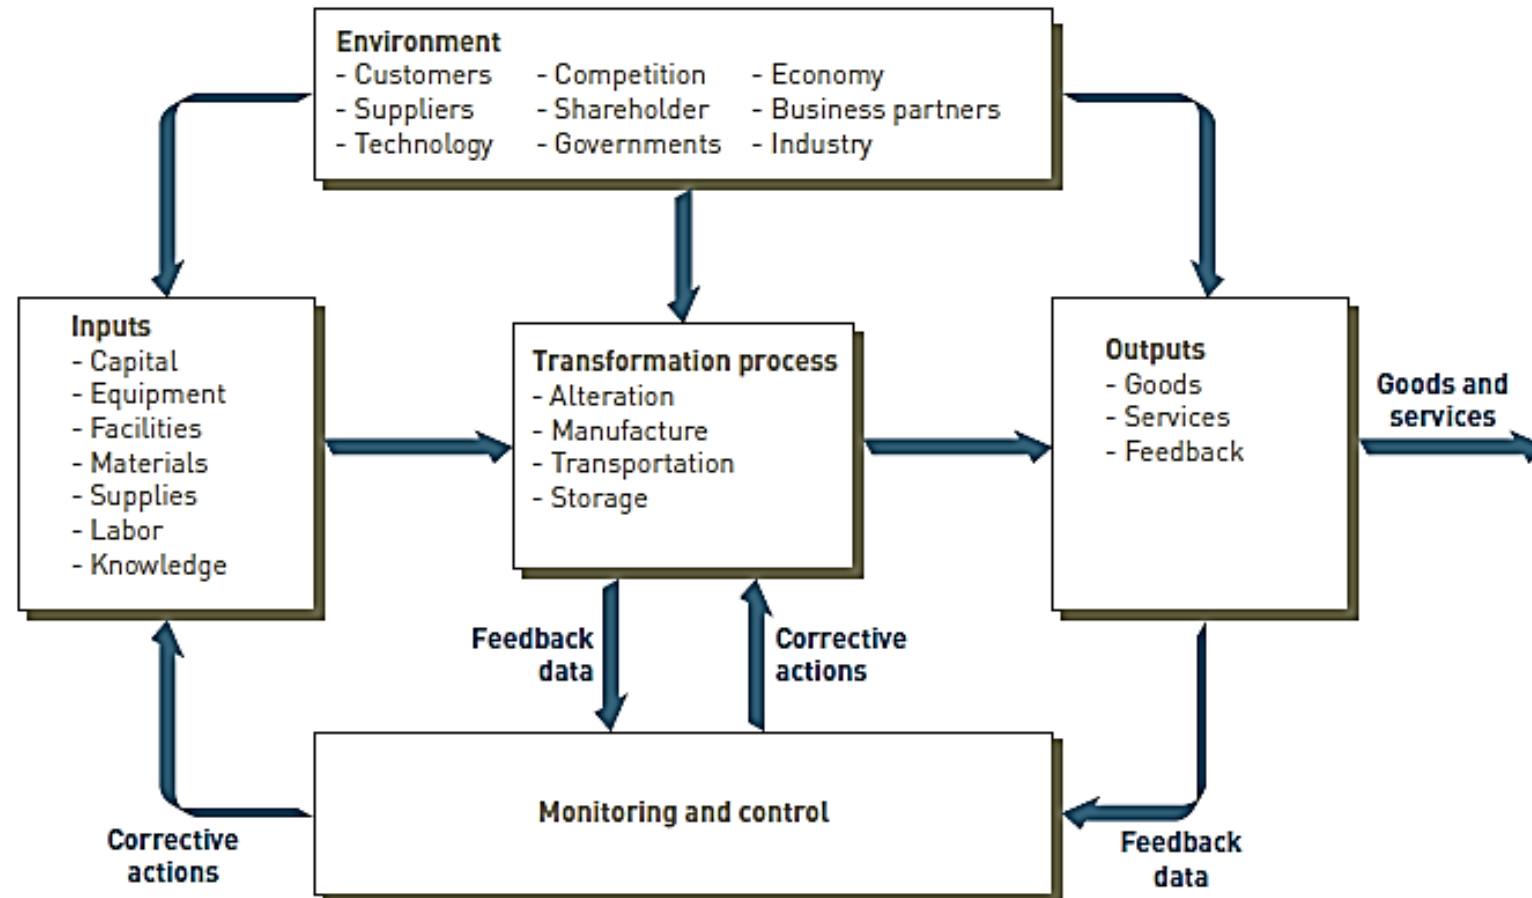 Environment
- Customers - Competition - Economy
- Suppliers - Shareholder - Business partners
- Technology - Governments - Industry
Inputs
- Capital
- Equipment
- Facilities
- Materials
- Supplies
- Labor
- Knowledge
Transformation process
- Alteration
- Manufacture
- Transportation
- Storage
Outputs
- Goods
- Services
- Feedback
Goods and
services
Feedback
data
Corrective
actions
Monitoring and control
Corrective
actions
Feedback
data